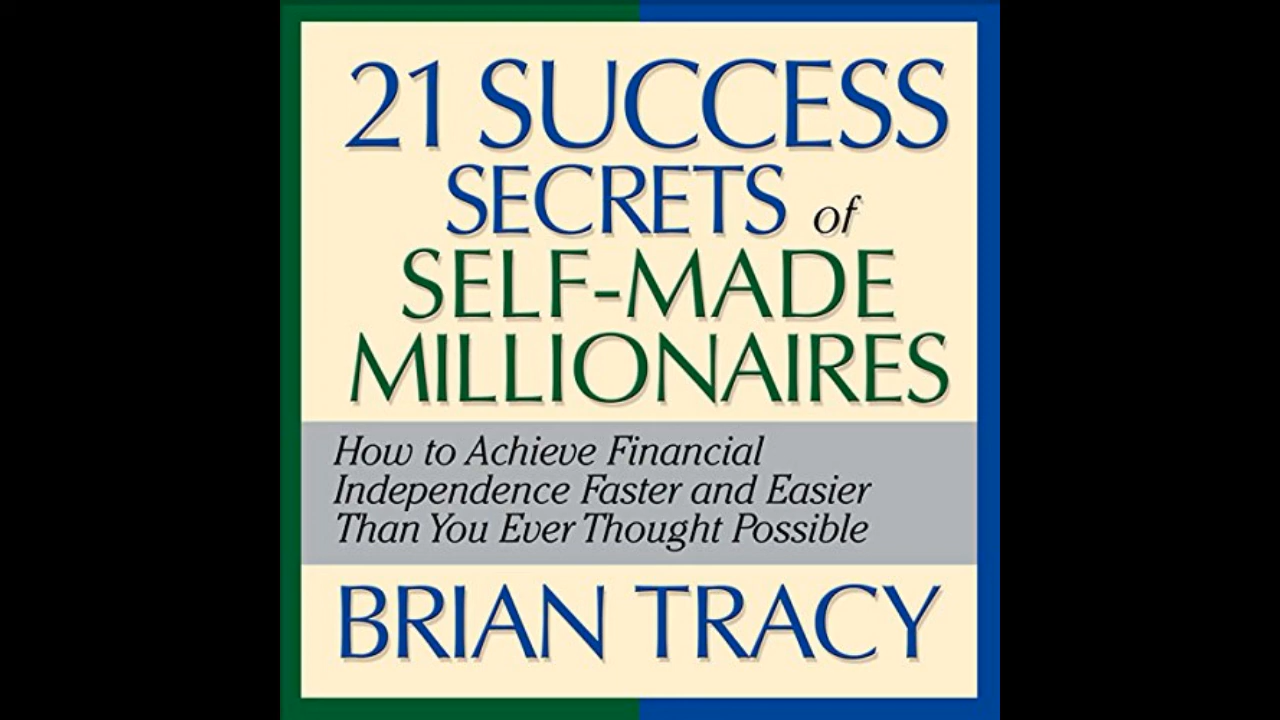 21 SUCCESS
SECRETS of
SELF-MADE
MILLIONAIRES
How to Achieve Financial
Independence Faster and Easier
Than You Ever Thought Possible
BRIAN TRACY